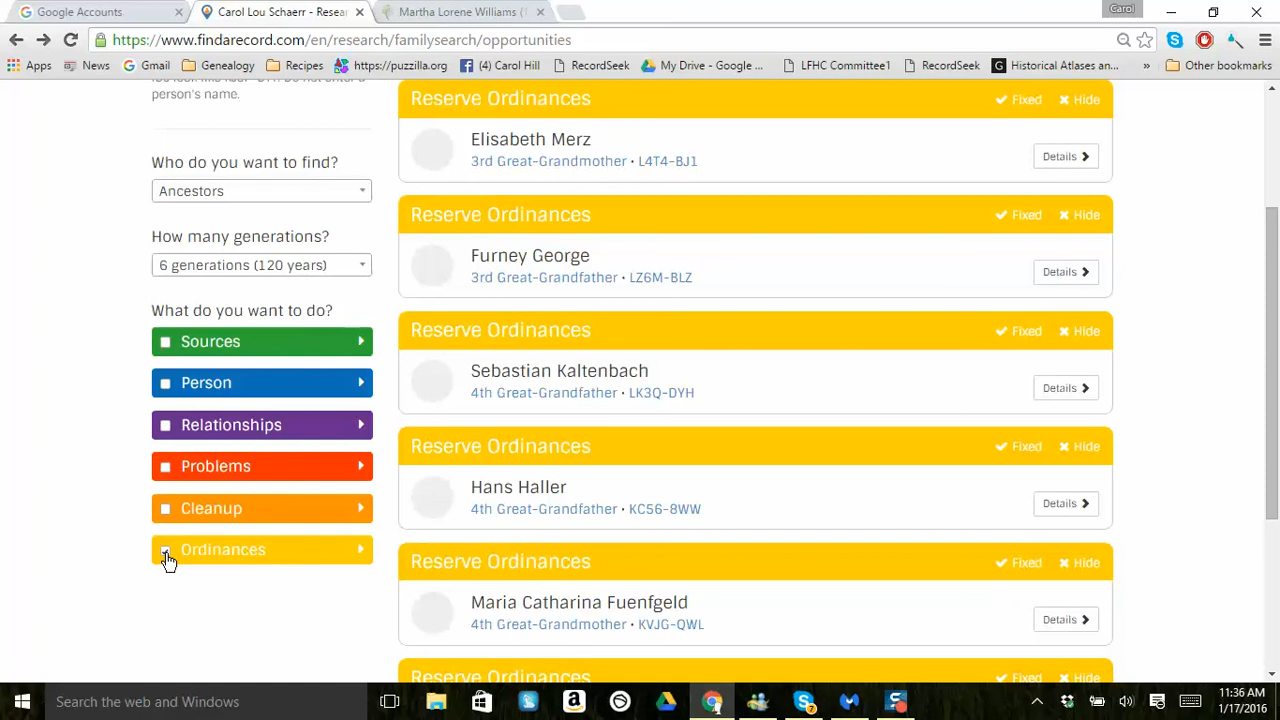 Google Accounts
Carol Lou Schaerr - Resea
Martha Lorene Williams (1
Carol
https://www.findarecord.com/en/research/familysearch/opportunities
Apps
News
Gmail
Genealogy
Recipes
https://puzzilla.org
(4) Carol Hill
RecordSeek
My Drive - Google ...
LFHC Committee1
RecordSeek
Historical Atlases an...
»
Other bookmarks
person's name.
Who do you want to find?
Ancestors
How many generations?
6 generations (120 years)
What do you want to do?
Sources
Person
Relationships
Problems
Cleanup
Ordinances
Reserve Ordinances
Fixed
Hide
Elisabeth Merz
3rd Great-Grandmother • L4T4-BJ1
Details
Reserve Ordinances
Fixed
Hide
Furney George
3rd Great-Grandfather • LZ6M-BLZ
Details
Reserve Ordinances
Fixed
Hide
Sebastian Kaltenbach
4th Great-Grandfather • LK3Q-DYH
Details
Reserve Ordinances
Fixed
Hide
Hans Haller
4th Great-Grandfather • KC56-8WW
Details
Reserve Ordinances
Fixed
Hide
Maria Catharina Fuenfgeld
4th Great-Grandmother • KVJG-QWL
Details
Reserve Ordinances
Fixed
Hide
Search the web and Windows
11:36 AM
1/17/2016